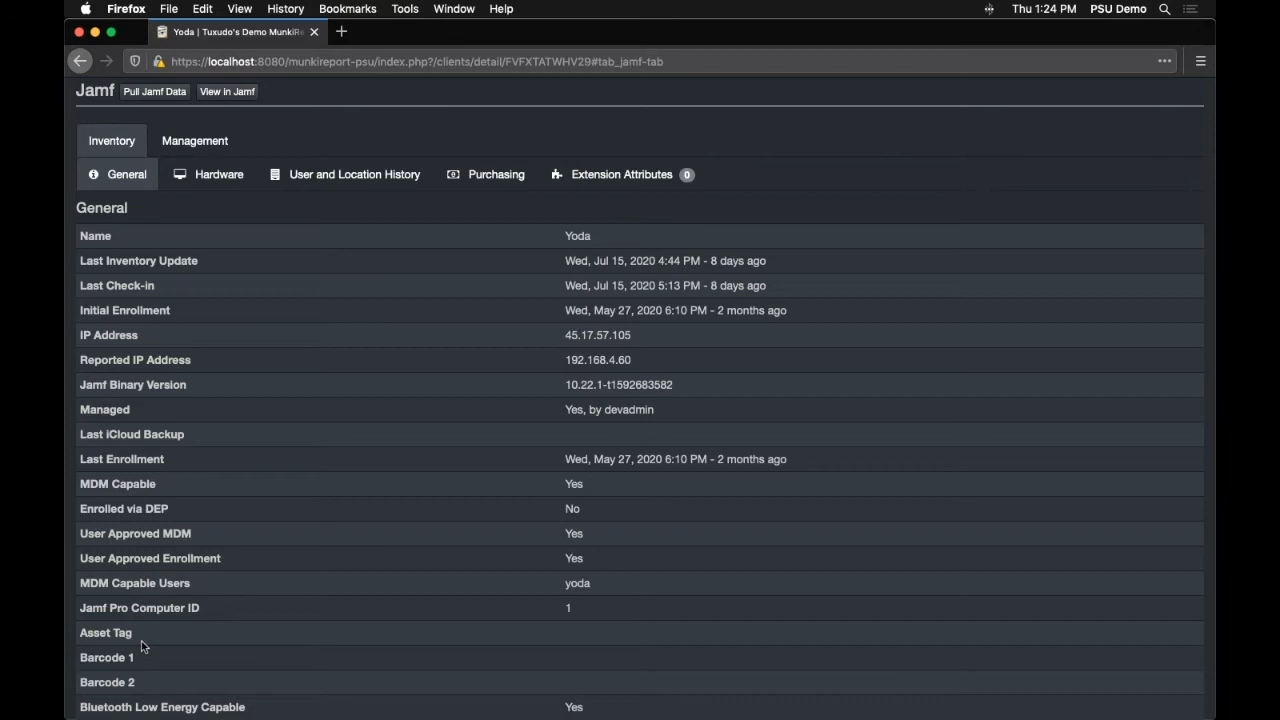 Firefox File Edit View History Bookmarks Tools Window Help Thu 1:24 PM PSU Demo
Yoda | Tuxudo's Demo MunkiRe
https://localhost:8080/munkireport-psu/index.php?/clients/detail/FVFXTATWHV29#tab_jamf-tab
Jamf Pull Jamf Data View in Jamf
Inventory Management
General Hardware User and Location History Purchasing Extension Attributes 0
General
Name Yoda
Last Inventory Update Wed, Jul 15, 2020 4:44 PM - 8 days ago
Last Check-in Wed, Jul 15, 2020 5:13 PM - 8 days ago
Initial Enrollment Wed, May 27, 2020 6:10 PM - 2 months ago
IP Address 45.17.57.105
Reported IP Address 192.168.4.60
Jamf Binary Version 10.22.1-t1592683582
Managed Yes, by devadmin
Last iCloud Backup
Last Enrollment Wed, May 27, 2020 6:10 PM - 2 months ago
MDM Capable Yes
Enrolled via DEP No
User Approved MDM Yes
User Approved Enrollment Yes
MDM Capable Users yoda
Jamf Pro Computer ID 1
Asset Tag
Barcode 1
Barcode 2
Bluetooth Low Energy Capable Yes